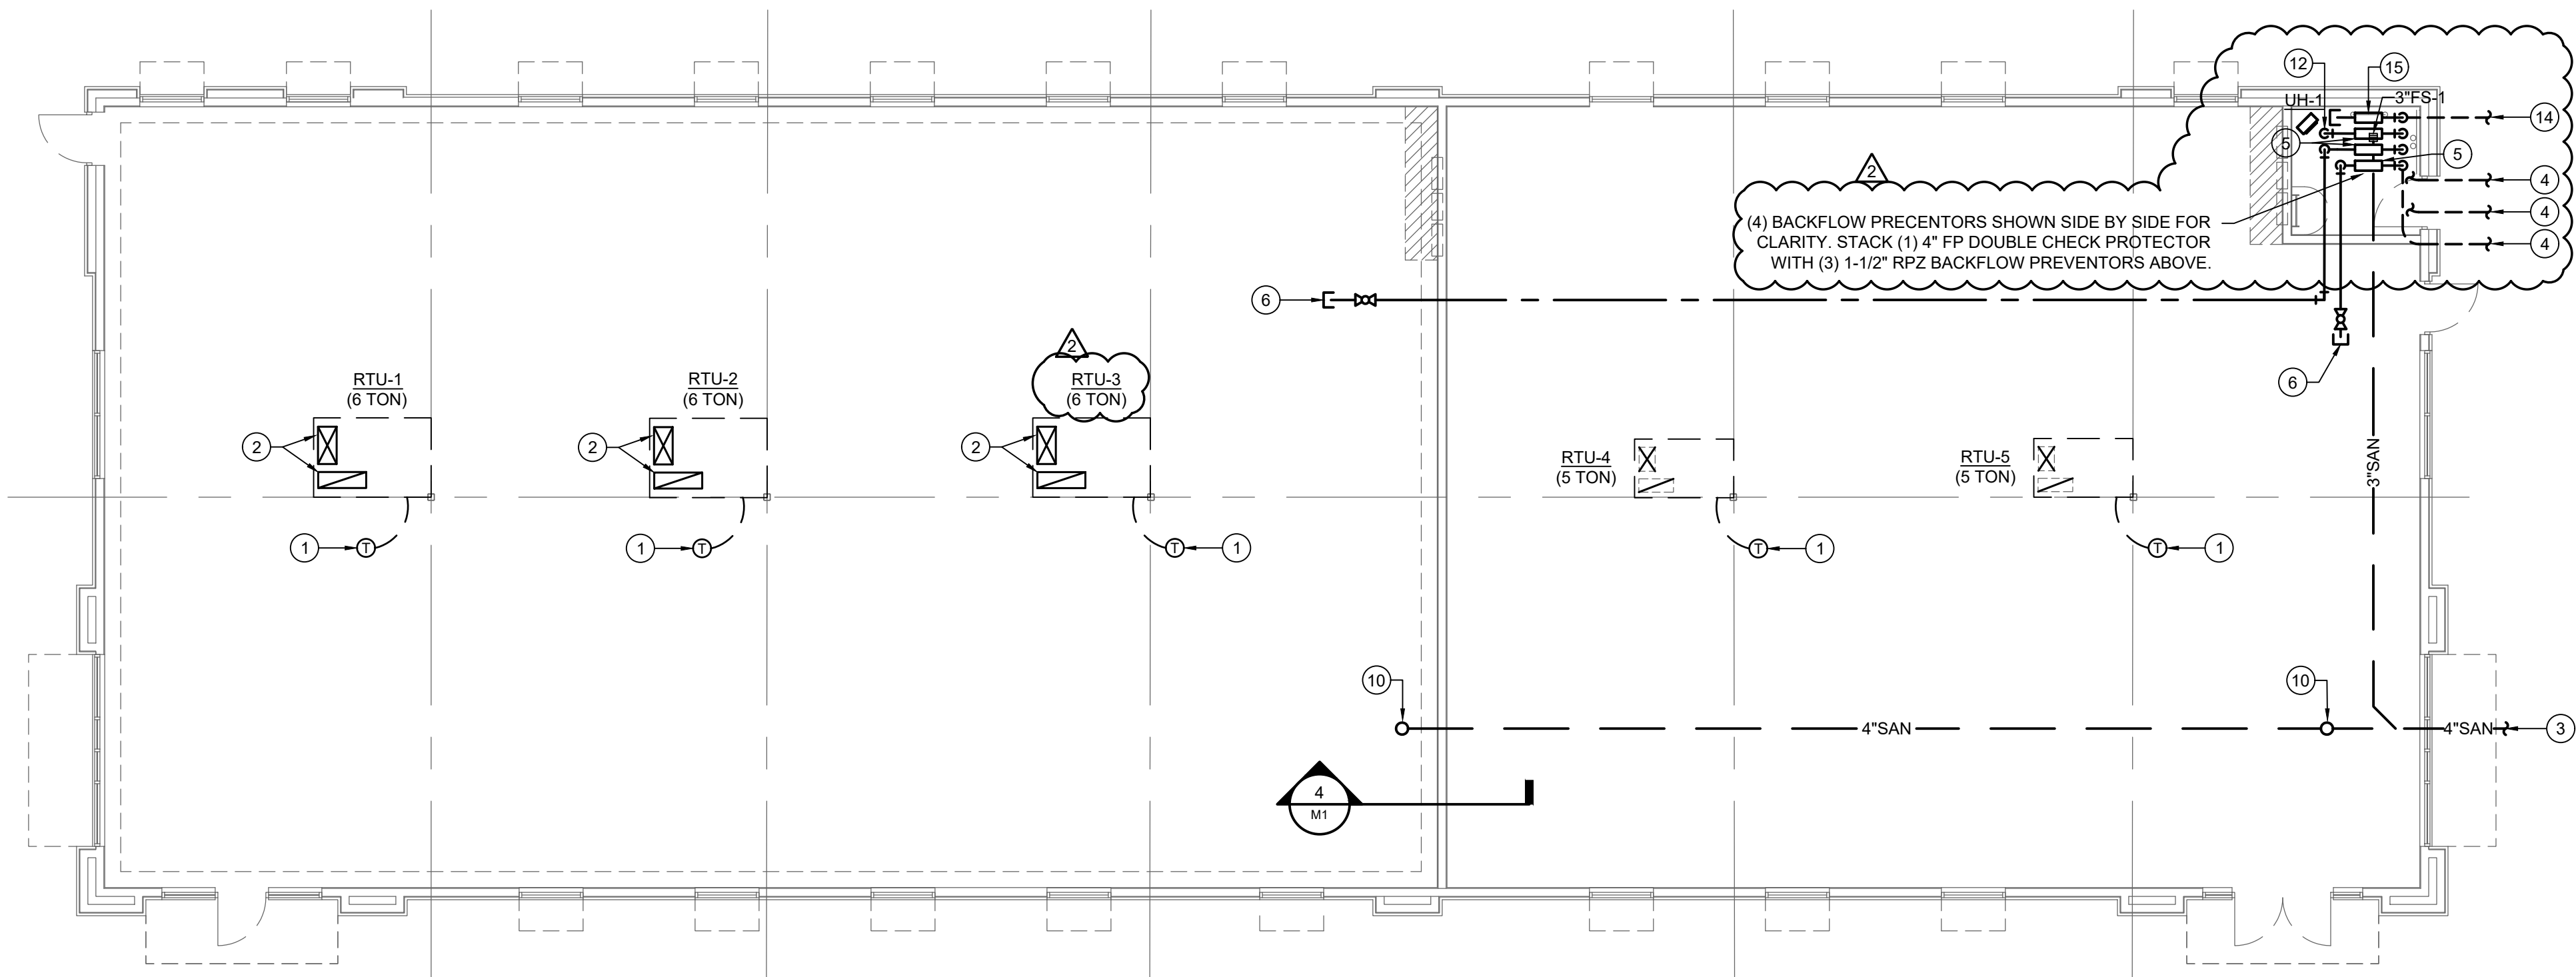 12
15
UH-1
3"FS-1
14
5
5
2
4
(4) BACKFLOW PRECENTORS SHOWN SIDE BY SIDE FOR
CLARITY. STACK (1) 4" FP DOUBLE CHECK PROTECTOR
WITH (3) 1-1/2" RPZ BACKFLOW PREVENTORS ABOVE.
4
4
6
6
2
RTU-1
(6 TON)
RTU-2
(6 TON)
RTU-3
(6 TON)
2
2
2
RTU-4
(5 TON)
RTU-5
(5 TON)
3"SAN
1
T
1
T
T
1
T
1
T
1
10
10
4"SAN
4"SAN
3
4
M1